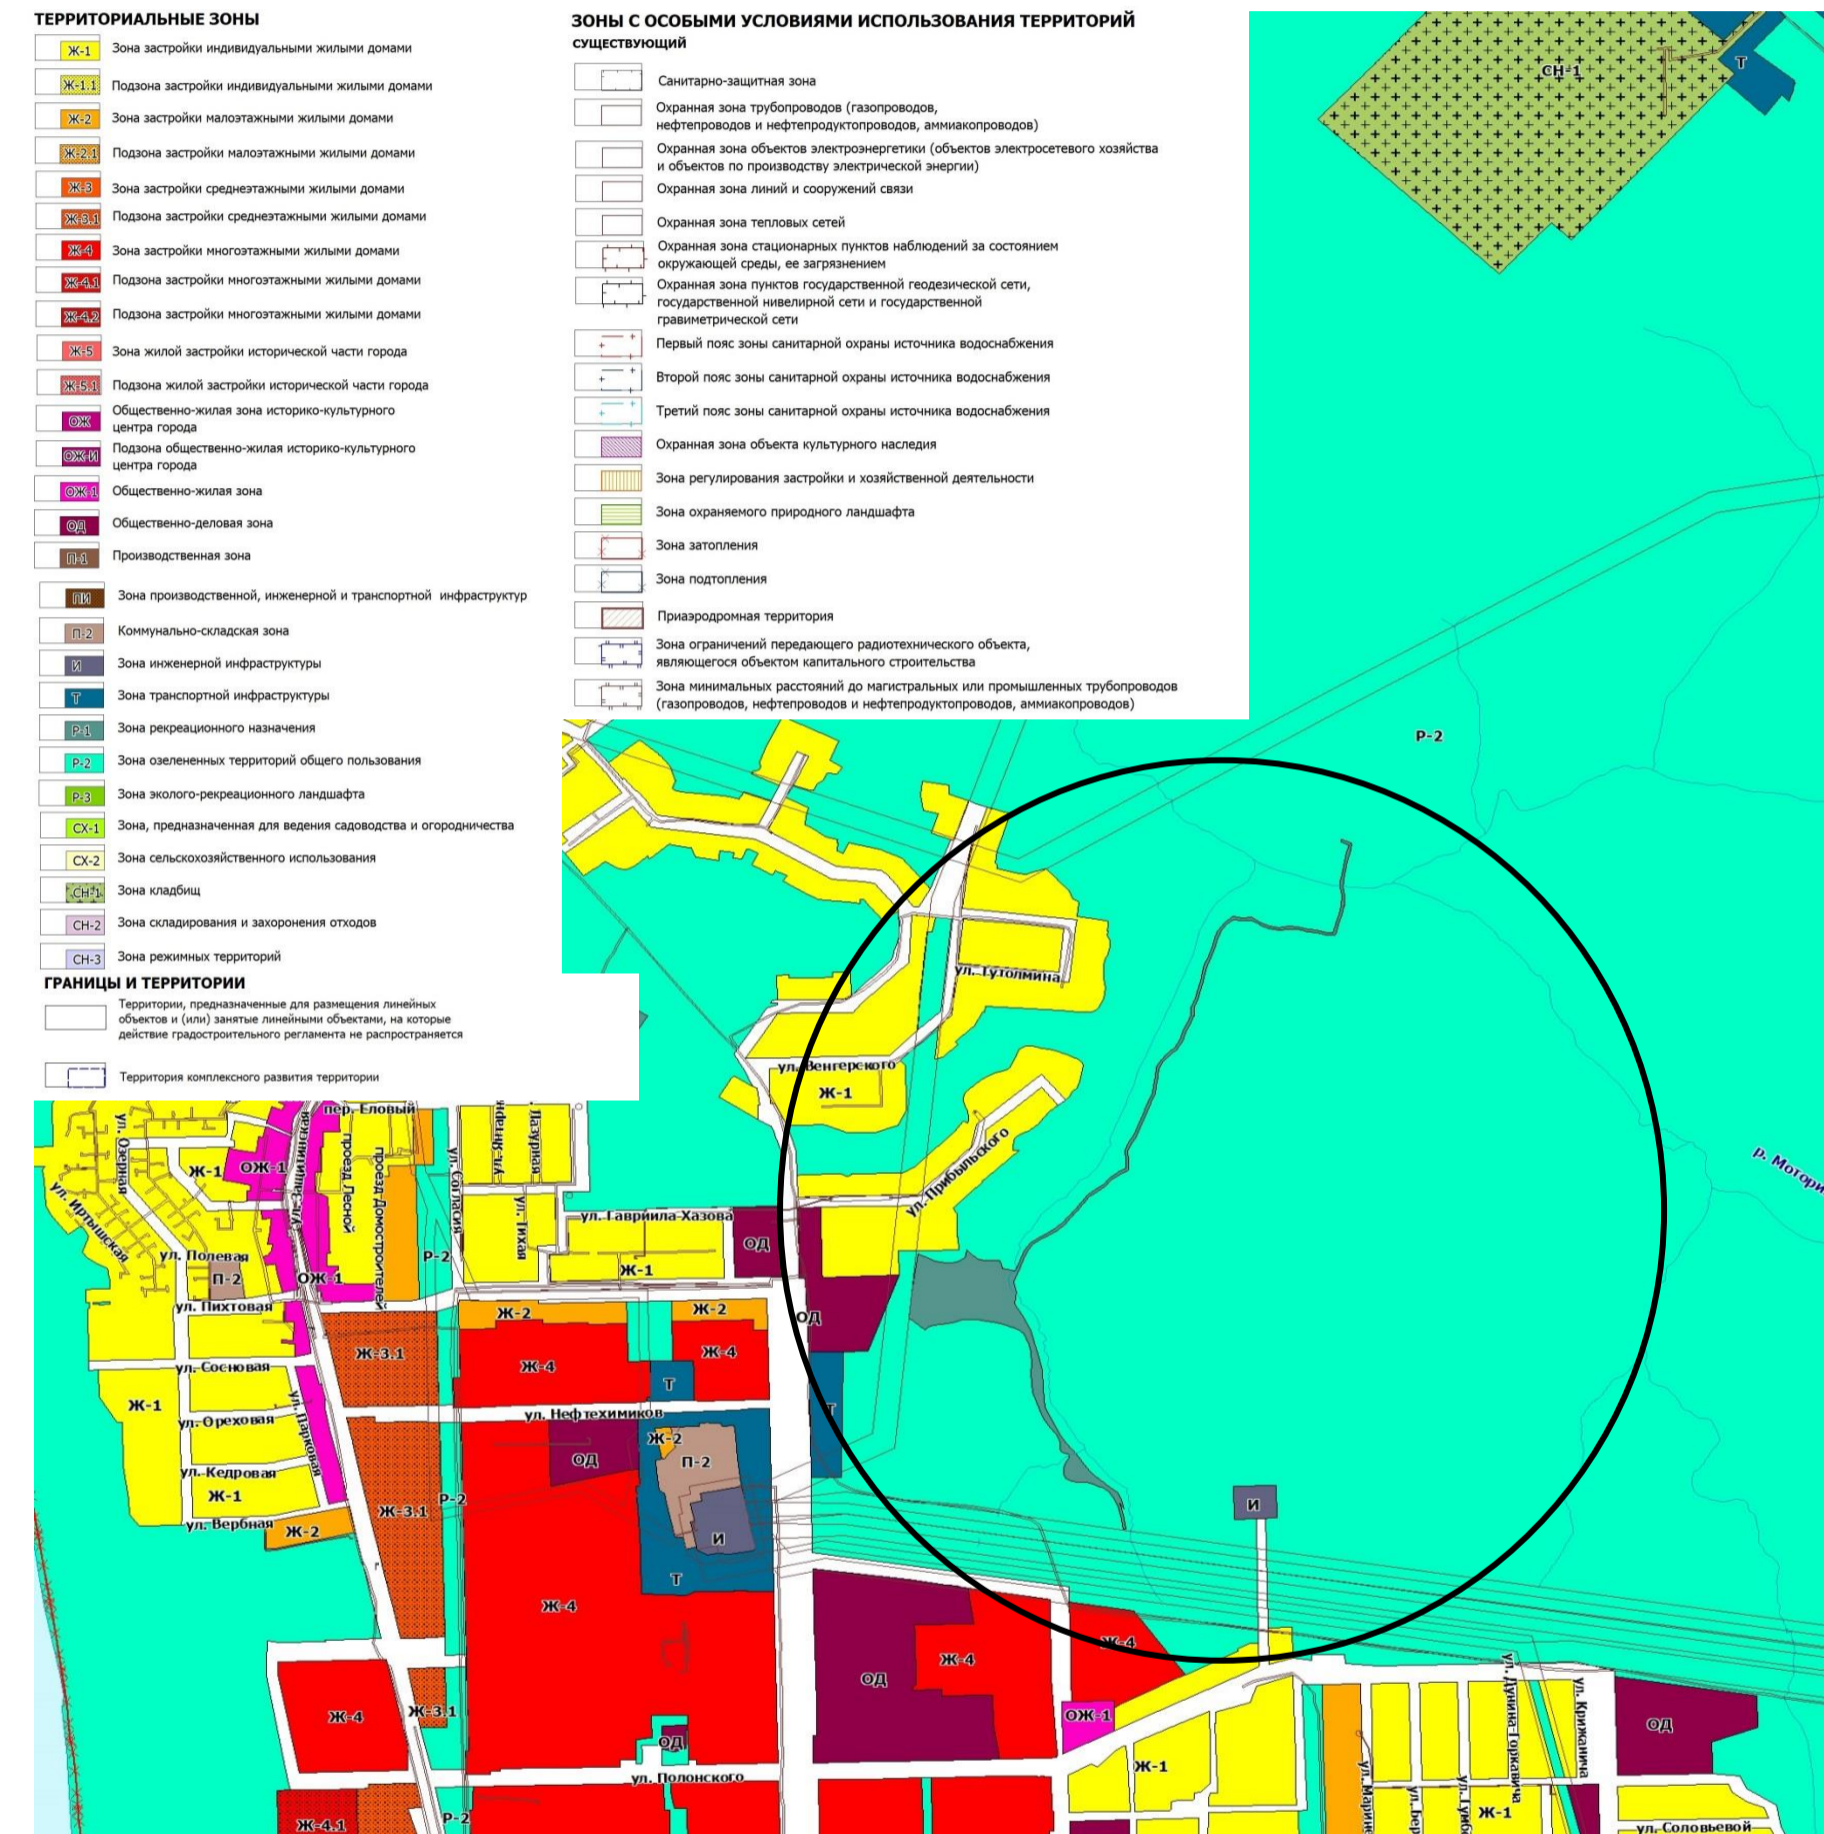 ТЕРРИТОРИАЛЬНЫЕ ЗОНЫ
Ж-1 Зона застройки индивидуальными жилыми домами
Ж-1.1 Подзона застройки индивидуальными жилыми домами
Ж-2 Зона застройки малоэтажными жилыми домами
Ж-2.1 Подзона застройки малоэтажными жилыми домами
Ж-3 Зона застройки среднеэтажными жилыми домами
Ж-3.1 Подзона застройки среднеэтажными жилыми домами
Ж-4 Зона застройки многоэтажными жилыми домами
Ж-4.1 Подзона застройки многоэтажными жилыми домами
Ж-4.2 Подзона застройки многоэтажными жилыми домами
Ж-5 Зона жилой застройки исторической части города
Ж-5.1 Подзона жилой застройки исторической части города
ОЖ Общественно-жилая зона историко-культурного
центра города
ОЖ-И Подзона общественно-жилая историко-культурного
центра города
ОЖ-1 Общественно-жилая зона
ОД Общественно-деловая зона
П-1 Производственная зона
ПИ Зона производственной, инженерной и транспортной инфраструктур
П-2 Коммунально-складская зона
И Зона инженерной инфраструктуры
Т Зона транспортной инфраструктуры
Р-1 Зона рекреационного назначения
Р-2 Зона озелененных территорий общего пользования
Р-3 Зона эколого-рекреационного ландшафта
СХ-1 Зона, предназначенная для ведения садоводства и огородничества
СХ-2 Зона сельскохозяйственного использования
СН-1 Зона кладбищ
СН-2 Зона складирования и захоронения отходов
СН-3 Зона режимных территорий
ГРАНИЦЫ И ТЕРРИТОРИИ
Территории, предназначенные для размещения линейных
объектов и (или) занятые линейными объектами, на которые
действие градостроительного регламента не распространяется
Территория комплексного развития территории
ЗОНЫ С ОСОБЫМИ УСЛОВИЯМИ ИСПОЛЬЗОВАНИЯ ТЕРРИТОРИЙ
СУЩЕСТВУЮЩИЙ
Санитарно-защитная зона
Охранная зона трубопроводов (газопроводов,
нефтепроводов и нефтепродуктопроводов, аммиакопроводов)
Охранная зона объектов электроэнергетики (объектов электросетевого хозяйства
и объектов по производству электрической энергии)
Охранная зона линий и сооружений связи
Охранная зона тепловых сетей
Охранная зона стационарных пунктов наблюдений за состоянием
окружающей среды, ее загрязнением
Охранная зона пунктов государственной геодезической сети,
государственной нивелирной сети и государственной
гравиметрической сети
Первый пояс зоны санитарной охраны источника водоснабжения
Второй пояс зоны санитарной охраны источника водоснабжения
Третий пояс зоны санитарной охраны источника водоснабжения
Охранная зона объекта культурного наследия
Зона регулирования застройки и хозяйственной деятельности
Зона охраняемого природного ландшафта
Зона затопления
Зона подтопления
Приаэродромная территория
Зона ограничений передающего радиотехнического объекта,
являющегося объектом капитального строительства
Зона минимальных расстояний до магистральных или промышленных трубопроводов
(газопроводов, нефтепроводов и нефтепродуктопроводов, аммиакопроводов)
СН-1
Т
Р-2
ул. Тутолмина
ул. Венгерского
Ж-1
ул. Прибыльского
р. Мотори
пер. Еловый
ул. Озерная
ул. Иртышская
Ж-1
ОЖ-1
ул. Защитинская
проезд Лесной
проезд Домостроителей
ул. Согласия
ул. Янтарн
. Лазурная
ул. Тихая
ул. Гавриила Хазова
ОД
ул. Полевая
П-2
ОЖ-1
Р-2
Ж-1
ул. Пихтовая
Ж-2
Ж-2
ОД
Ж-3.1
Ж-4
Ж-4
ул. Сосновая
Т
Ж-1
ул. Парковая
ул. Ореховая
ул. Нефтехимиков
Т
Ж-2
П-2
ОД
ул. Кедровая
Ж-1
Р-2
Ж-3.1
И
ул. Вербная
Ж-2
И
Т
Ж-4
Ж-4
Ж-4
ОД
Ж-4
Ж-3.1
ОЖ-1
ОД
ул. Полонского
Ж-1
ул. Дунина-Горкавича
ул. Крижанича
ОД
ул. Марии
ул. Бер
Ж-1
Р-2
Ж-4.1
ул. Соловьевой